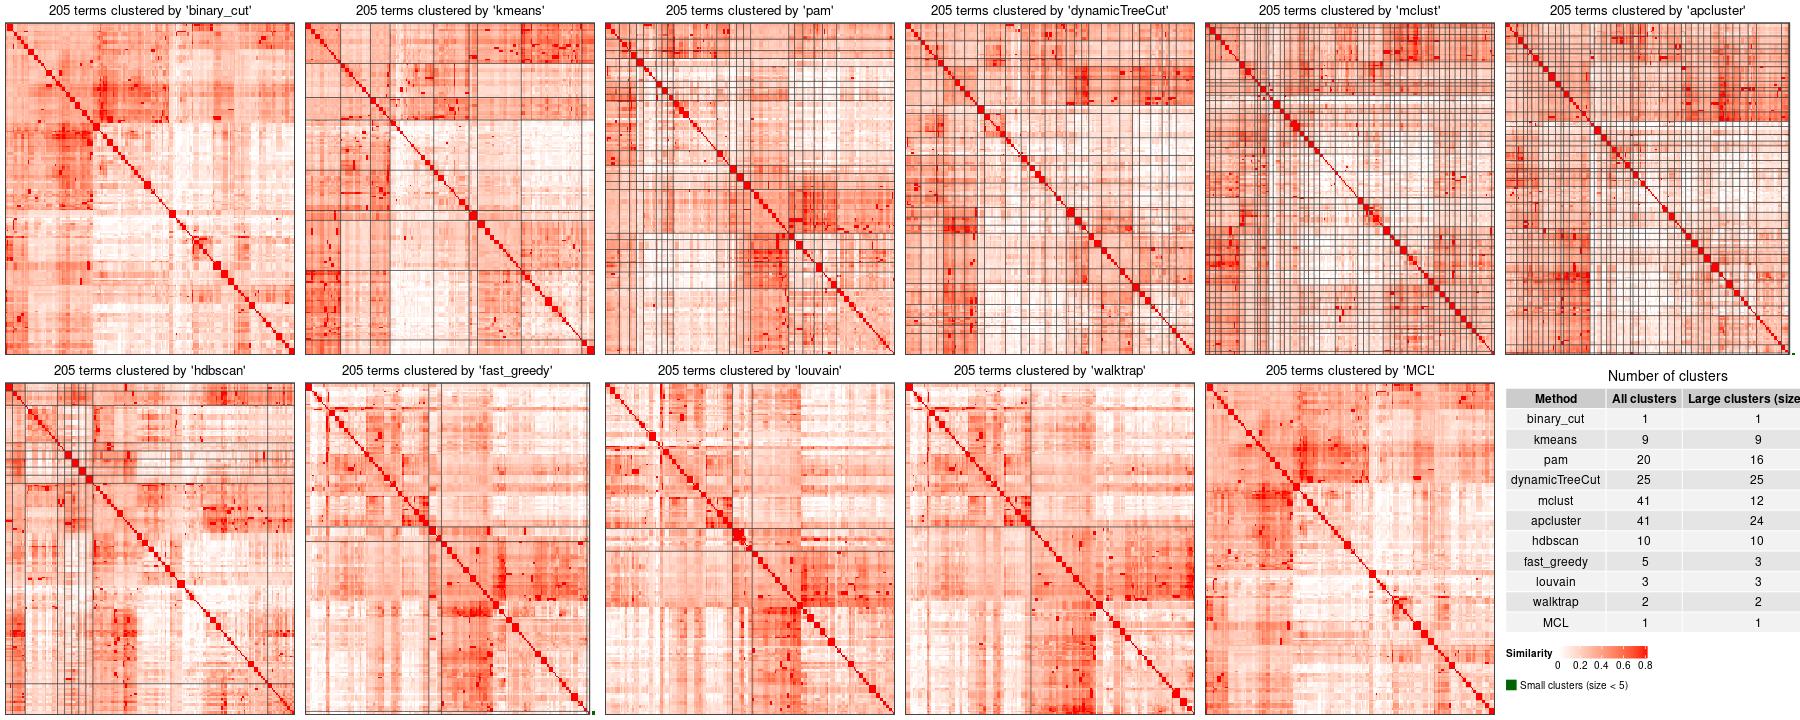 205 terms clustered by 'binary_cut'
205 terms clustered by 'kmeans'
205 terms clustered by 'pam'
205 terms clustered by 'dynamicTreeCut'
205 terms clustered by 'mclust'
205 terms clustered by 'apcluster'
205 terms clustered by 'hdbscan'
205 terms clustered by 'fast_greedy'
205 terms clustered by 'louvain'
205 terms clustered by 'walktrap'
205 terms clustered by 'MCL'
Number of clusters
Method All clusters Large clusters (size
binary_cut 1 1
kmeans 9 9
pam 20 16
dynamicTreeCut 25 25
mclust 41 12
apcluster 41 24
hdbscan 10 10
fast_greedy 5 3
louvain 3 3
walktrap 2 2
MCL 1 1
Similarity
0 0.2 0.4 0.6 0.8
Small clusters (size < 5)